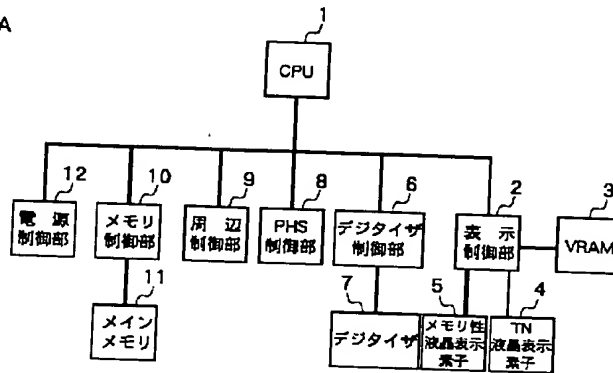 A
1
CPU
12
10
9
8
6
2
3
電源
制御部
メモリ
制御部
周辺
制御部
PHS
制御部
デジタイザ
制御部
表示
制御部
VRAM
11
7
5
4
メイン
メモリ
デジタイザ
メモリ性
液晶表示
素子
TN
液晶表示
素子